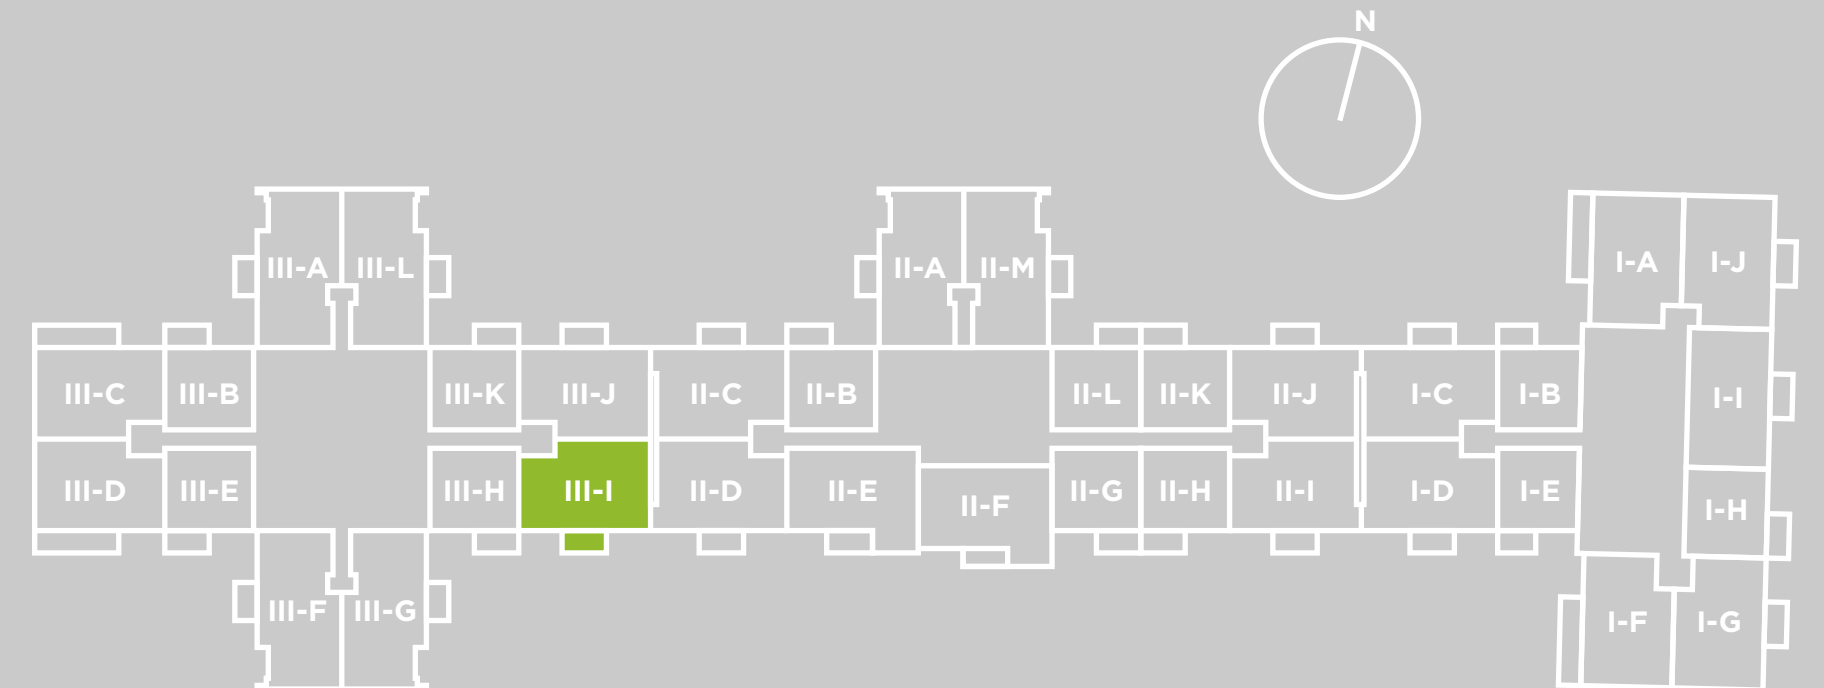 N
I-A I-J
III-A III-L II-A II-M
III-C III-B III-K III-J II-C II-B II-L II-K II-J I-C I-B I-I
III-D III-E III-H III-I II-D II-E II-F II-G II-H II-I I-D I-E I-H
III-F III-G I-F I-G